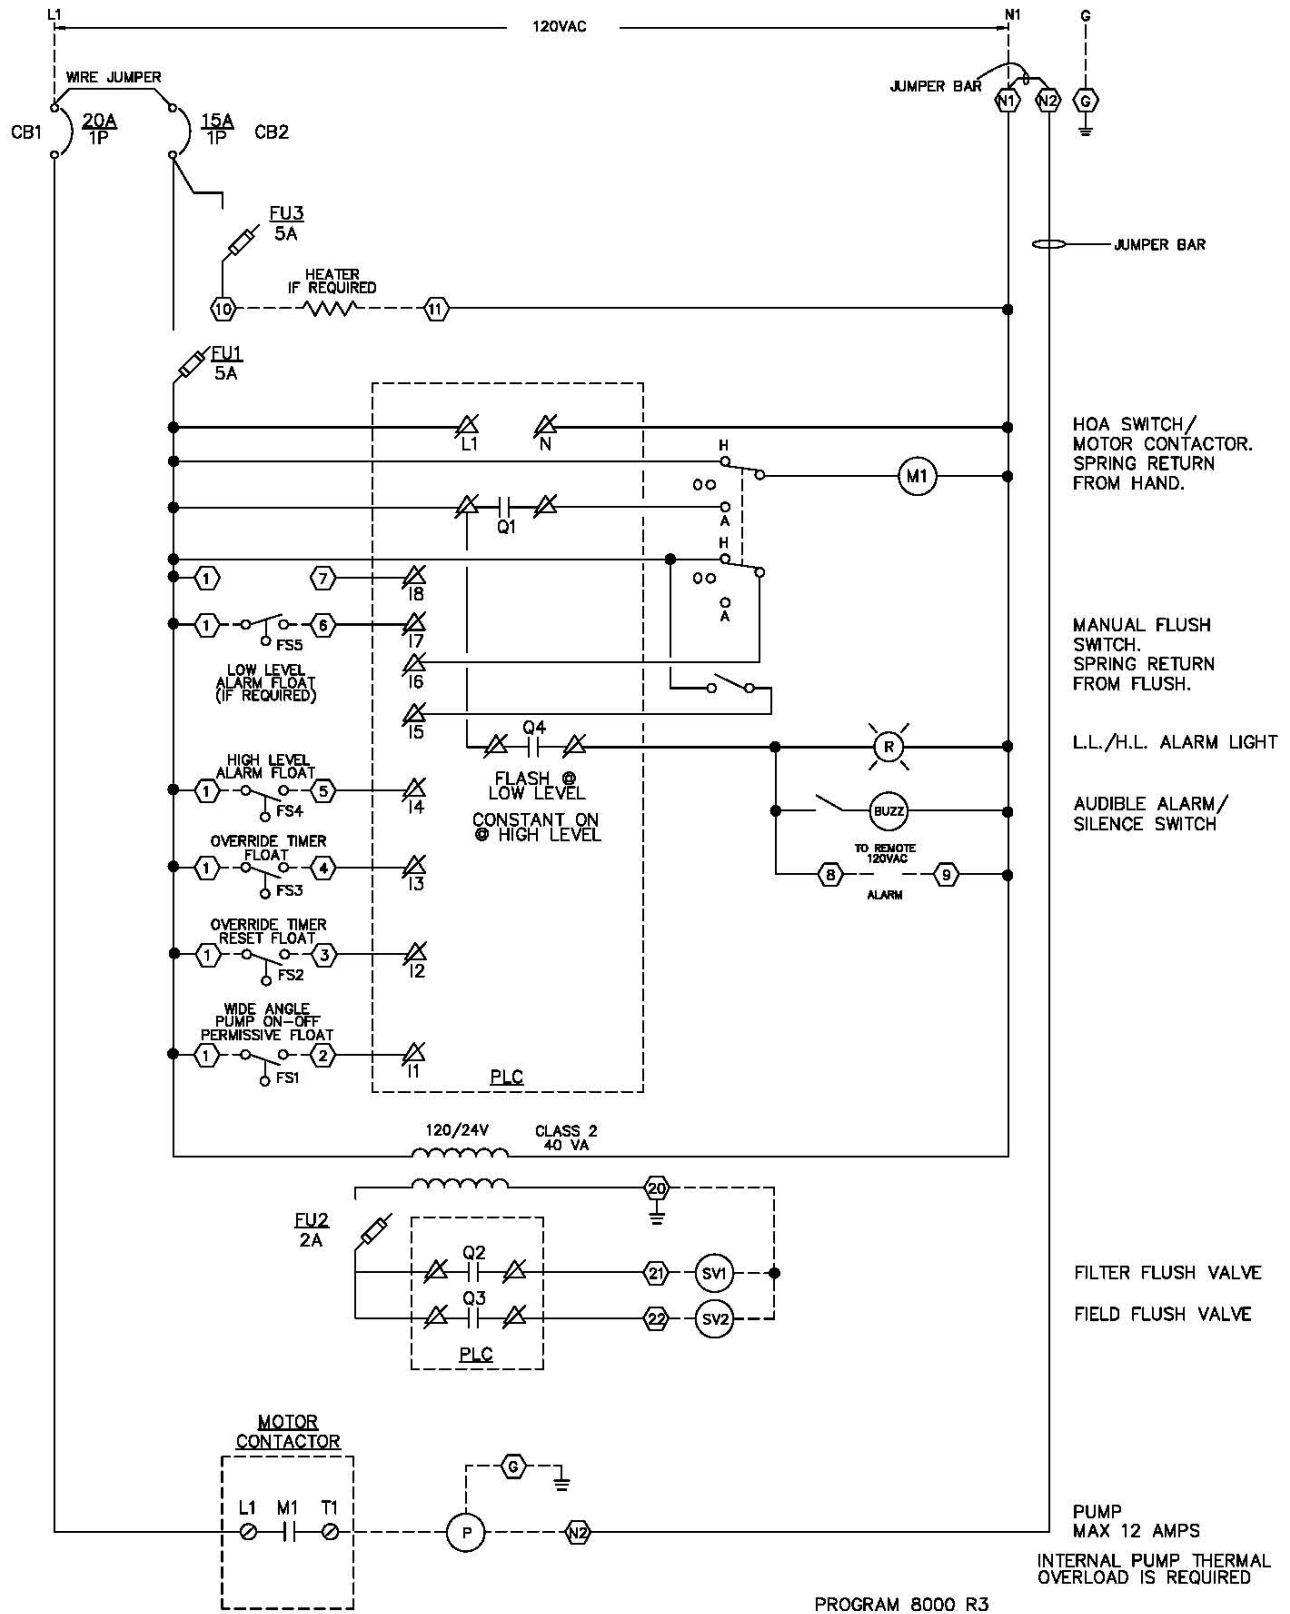 L1
N1
G
120VAC
WIRE JUMPER
JUMPER BAR
N1
N2
G
CB1
20A
1P
15A
1P
CB2
FU3
5A
JUMPER BAR
HEATER
IF REQUIRED
10
11
FU1
5A
L1
N
H
M1
OO
A
Q1
HOA SWITCH/
MOTOR CONTACTOR.
SPRING RETURN
FROM HAND.
H
OO
A
1
7
I8
1
6
I7
FS5
LOW LEVEL
ALARM FLOAT
(IF REQUIRED)
I6
I5
MANUAL FLUSH
SWITCH.
SPRING RETURN
FROM FLUSH.
Q4
R
L.L./H.L. ALARM LIGHT
FLASH @
LOW LEVEL
CONSTANT ON
@ HIGH LEVEL
HIGH LEVEL
ALARM FLOAT
1
5
FS4
I4
BUZZ
AUDIBLE ALARM/
SILENCE SWITCH
OVERRIDE TIMER
FLOAT
1
4
FS3
I3
TO REMOTE
120VAC
8
9
ALARM
OVERRIDE TIMER
RESET FLOAT
1
3
FS2
I2
WIDE ANGLE
PUMP ON-OFF
PERMISSIVE FLOAT
1
2
FS1
I1
PLC
120/24V
CLASS 2
40 VA
20
FU2
2A
Q2
21
SV1
FILTER FLUSH VALVE
Q3
22
SV2
FIELD FLUSH VALVE
PLC
MOTOR
CONTACTOR
G
L1
M1
T1
P
N2
PUMP
MAX 12 AMPS
INTERNAL PUMP THERMAL
OVERLOAD IS REQUIRED
PROGRAM 8000 R3